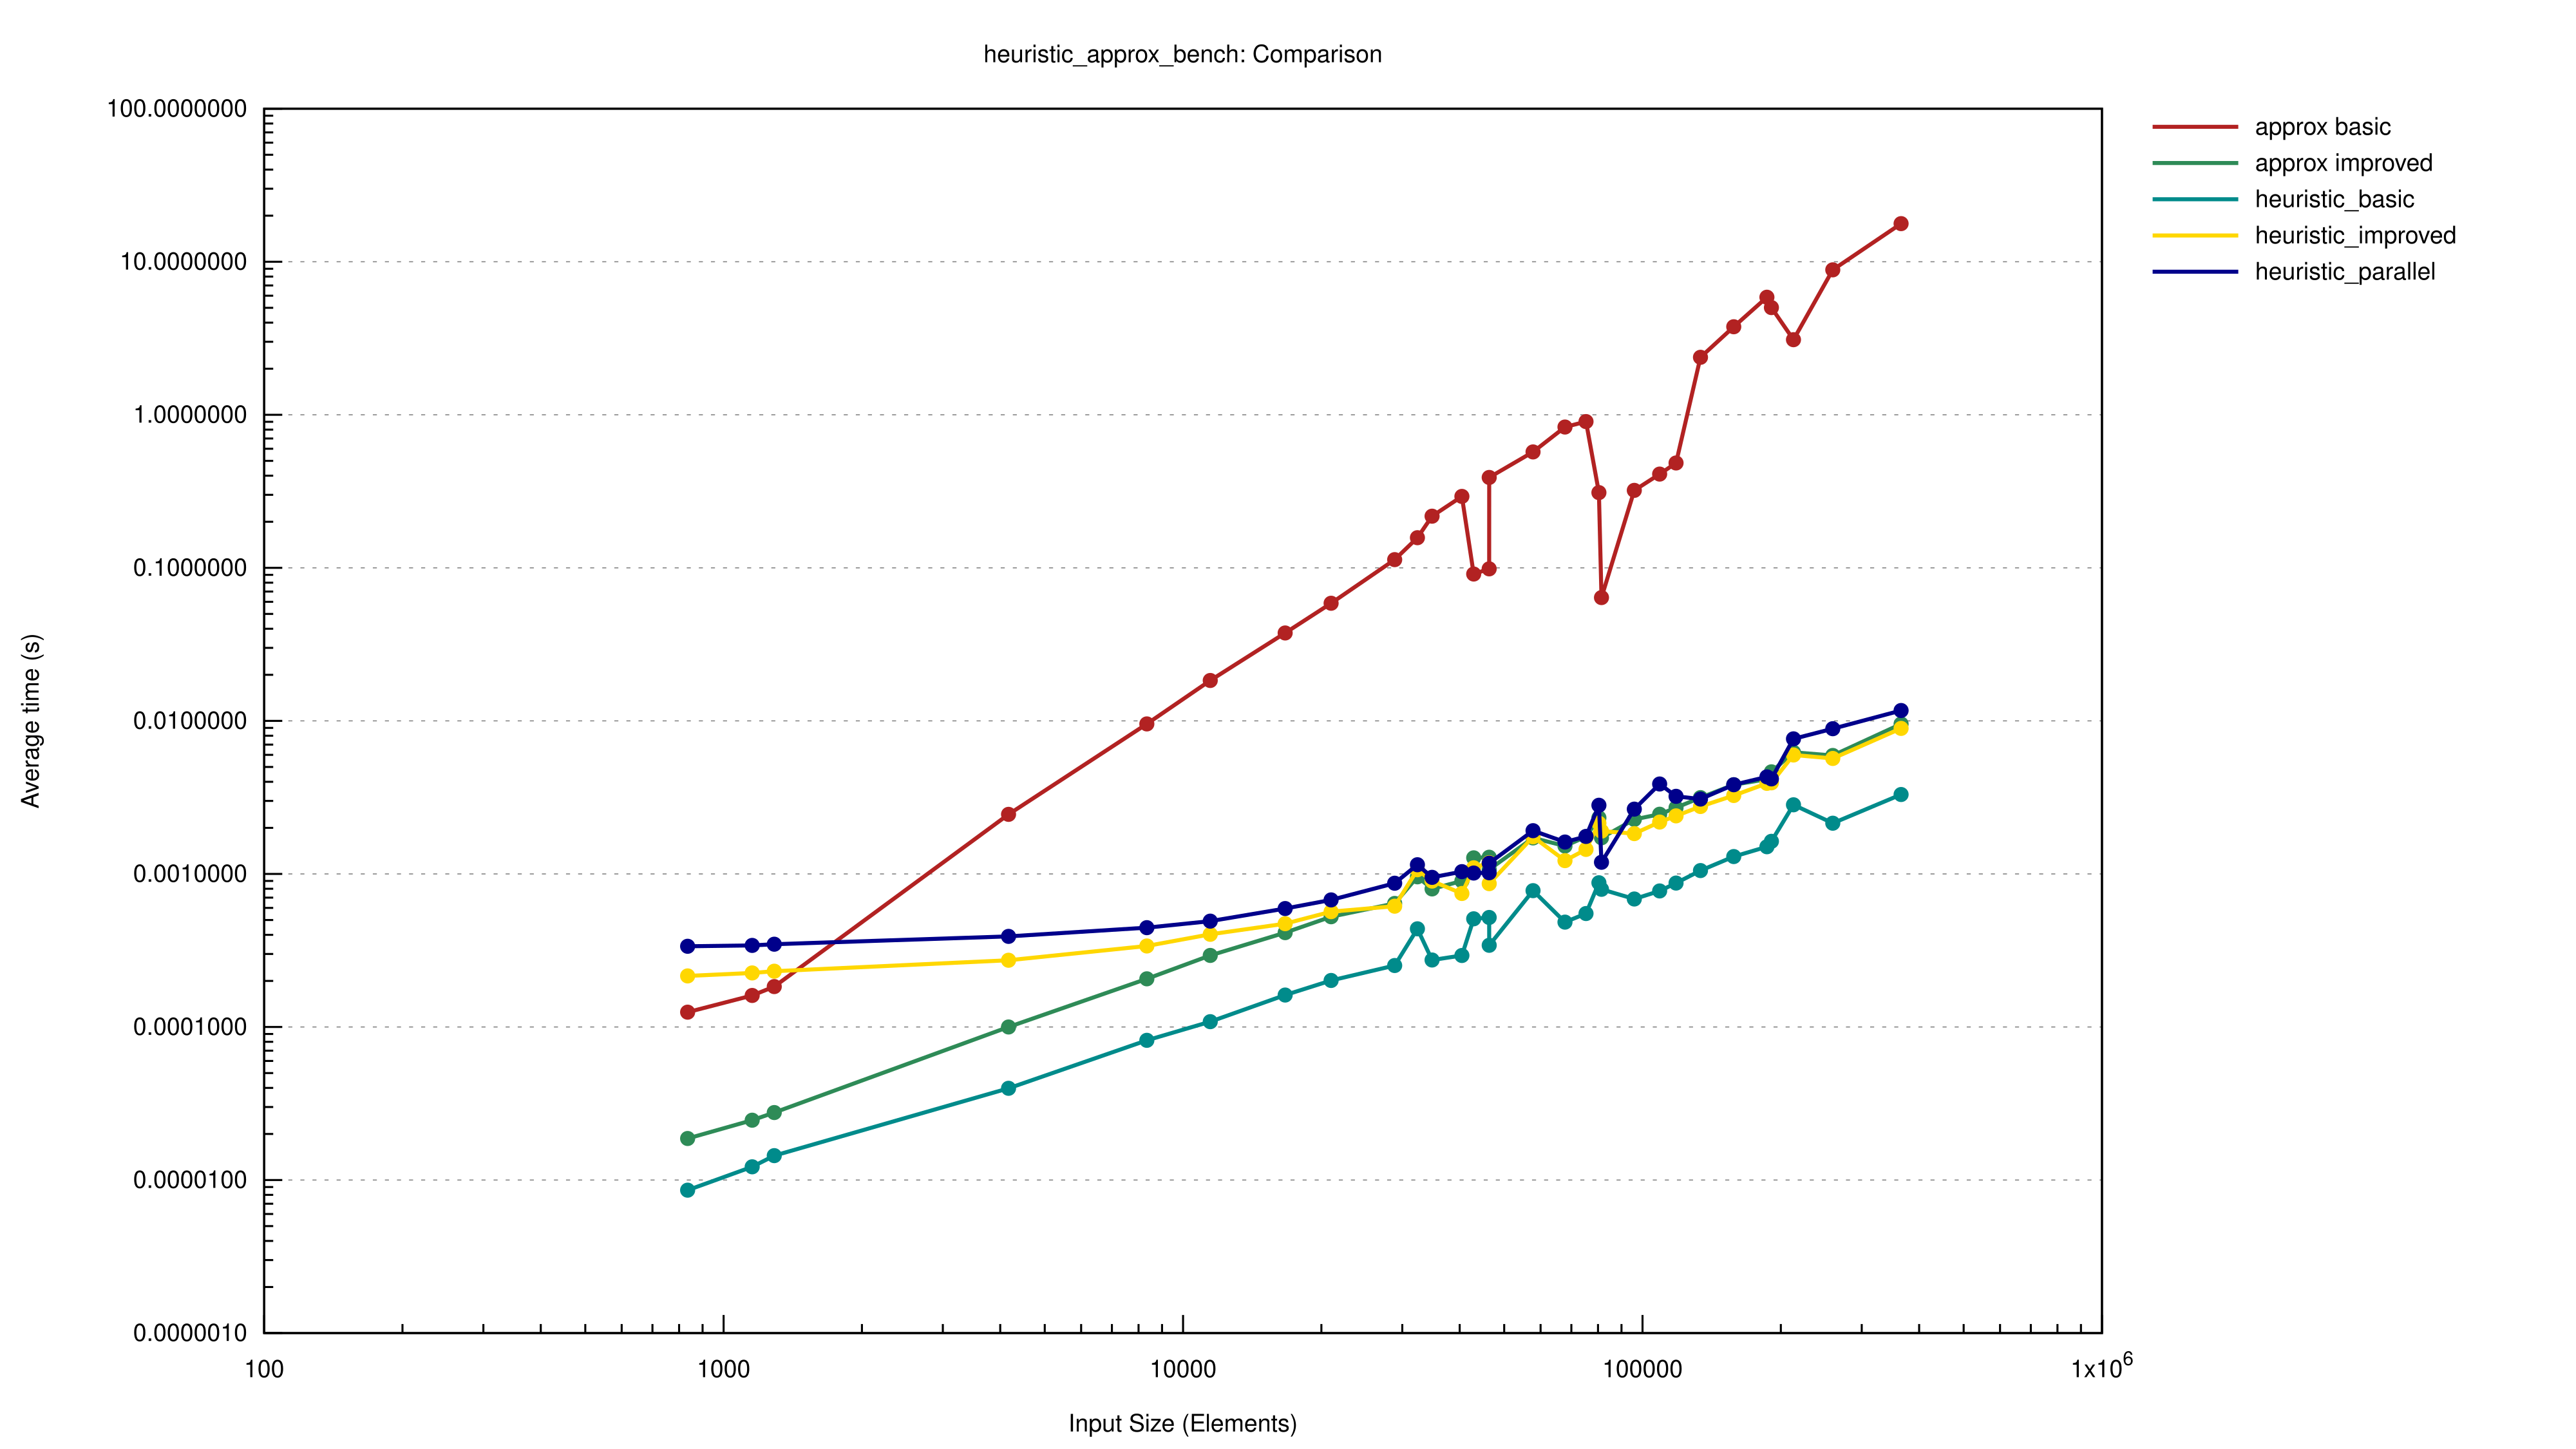 heuristic_approx_bench: Comparison
100.0000000
10.0000000
1.0000000
0.1000000
0.0100000
0.0010000
0.0001000
0.0000100
0.0000010
Average time (s)
100
1000
10000
100000
1x10^6
Input Size (Elements)
approx basic
approx improved
heuristic_basic
heuristic_improved
heuristic_parallel